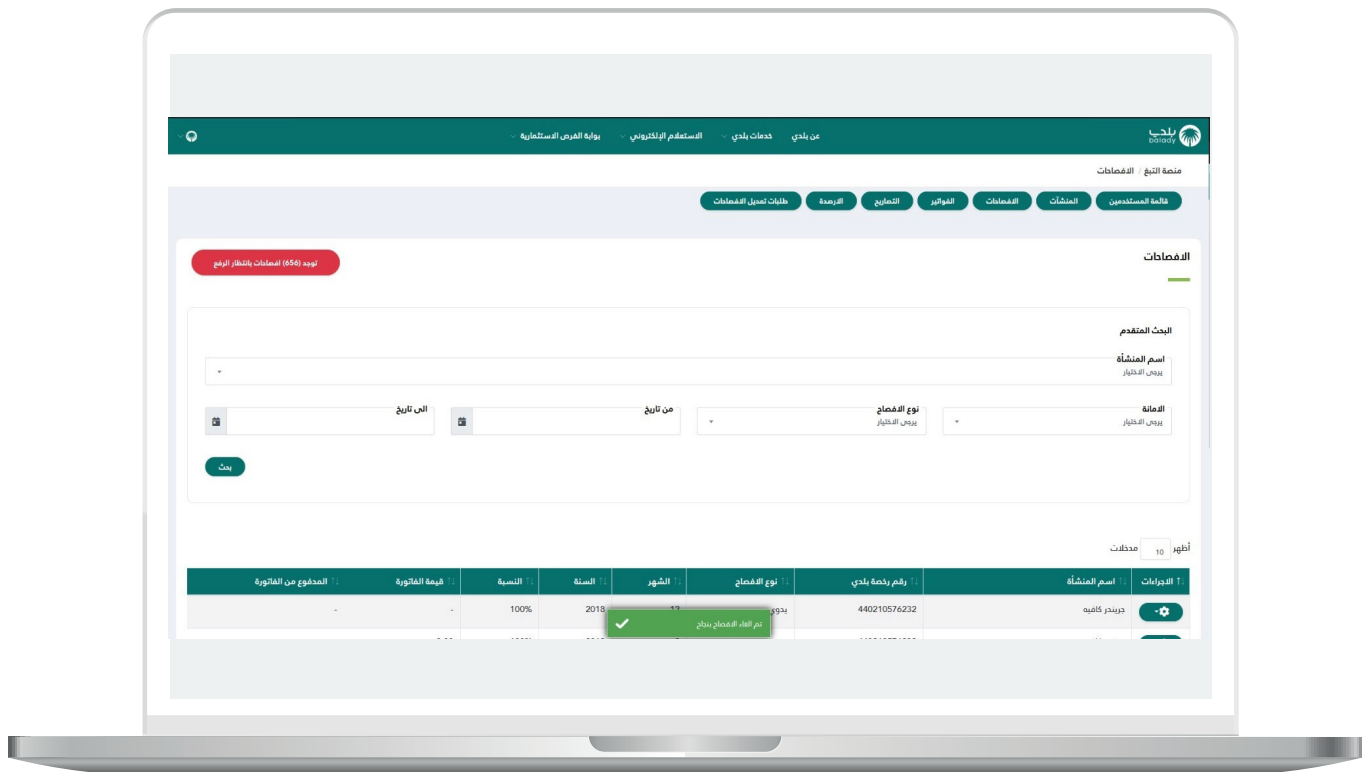 بلدي
balady
عن بلدي خدمات بلدي الاستعلام الإلكتروني بوابة الفرص الاستثمارية
منصة التبغ / الافصاحات
قائمة المستخدمين المنشآت الافصاحات الفواتير التصاريح الارصدة طلبات تعديل الافصاحات
الافصاحات
توجد (656) افصاحات بانتظار الرفع
البحث المتقدم
اسم المنشأة
يرجى الاختيار
الامانة نوع الافصاح من تاريخ الى تاريخ
يرجى الاختيار يرجى الاختيار
بحث
أظهر 10 مدخلات
الاجراءات اسم المنشأة رقم رخصة بلدي نوع الافصاح الشهر السنة النسبة قيمة الفاتورة المدفوع من الفاتورة
جريندر كافيه 440210576232 يدوي 2018 100% - -
تم الغاء الافصاح بنجاح